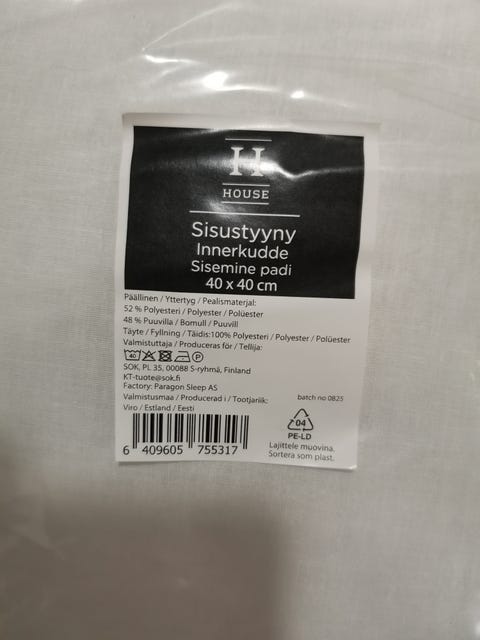 H
HOUSE
Sisustyyny
Innerkudde
Sisemine padi
40 x 40 cm
Päällinen / Yttertyg / Pealismaterjal:
52 % Polyesteri / Polyester / Polüester
48 % Puuvilla / Bomull / Puuvill
Täyte / Fyllning / Täidis:100% Polyesteri / Polyester / Polüester
Valmistuttaja / Produceras för / Tellija:
40 P
SOK, PL 35, 00088 S-ryhmä, Finland
KT-tuote@sok.fi
Factory: Paragon Sleep AS
Valmistusmaa / Producerad i / Tootjariik:
batch no 0825
Viro / Estland / Eesti
04
PE-LD
Lajittele muovina.
Sortera som plast.
6 409605 755317